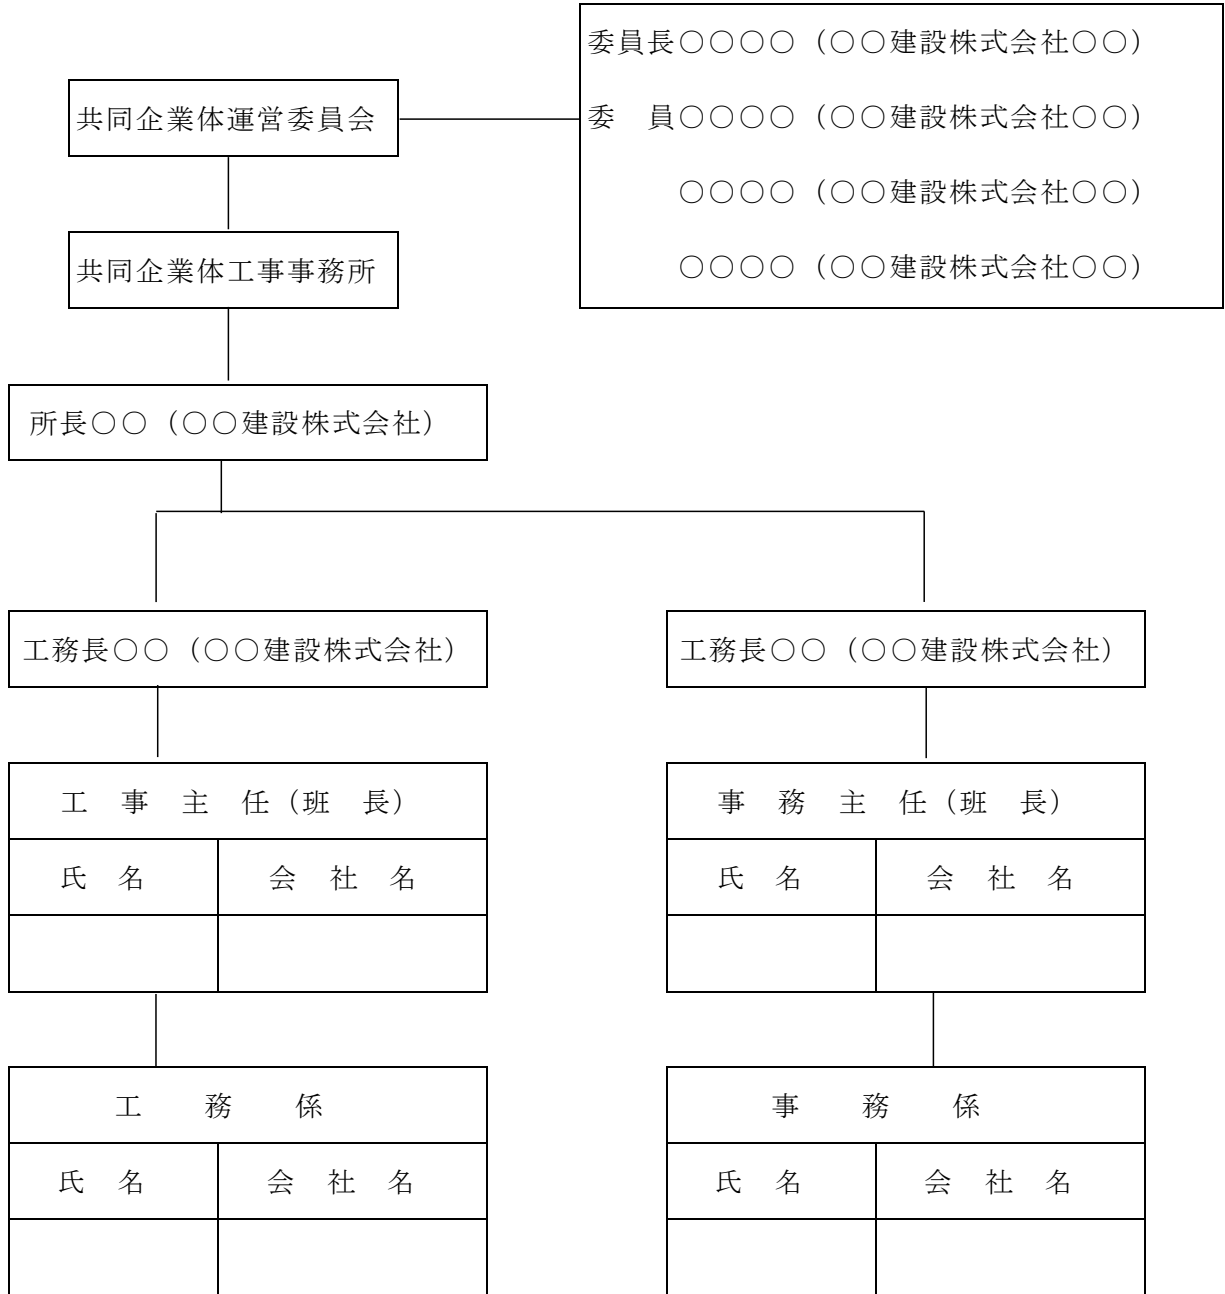 委員長○○○○（○○建設株式会社○○）
共同企業体運営委員会
委　員○○○○（○○建設株式会社○○）
○○○○（○○建設株式会社○○）
共同企業体工事事務所
○○○○（○○建設株式会社○○）
所長○○（○○建設株式会社）
工務長○○（○○建設株式会社）
工務長○○（○○建設株式会社）
工　事　主　任（班　長）
事　務　主　任（班　長）
氏　名
会　社　名
氏　名
会　社　名
工　　務　　係
事　　務　　係
氏　名
会　社　名
氏　名
会　社　名